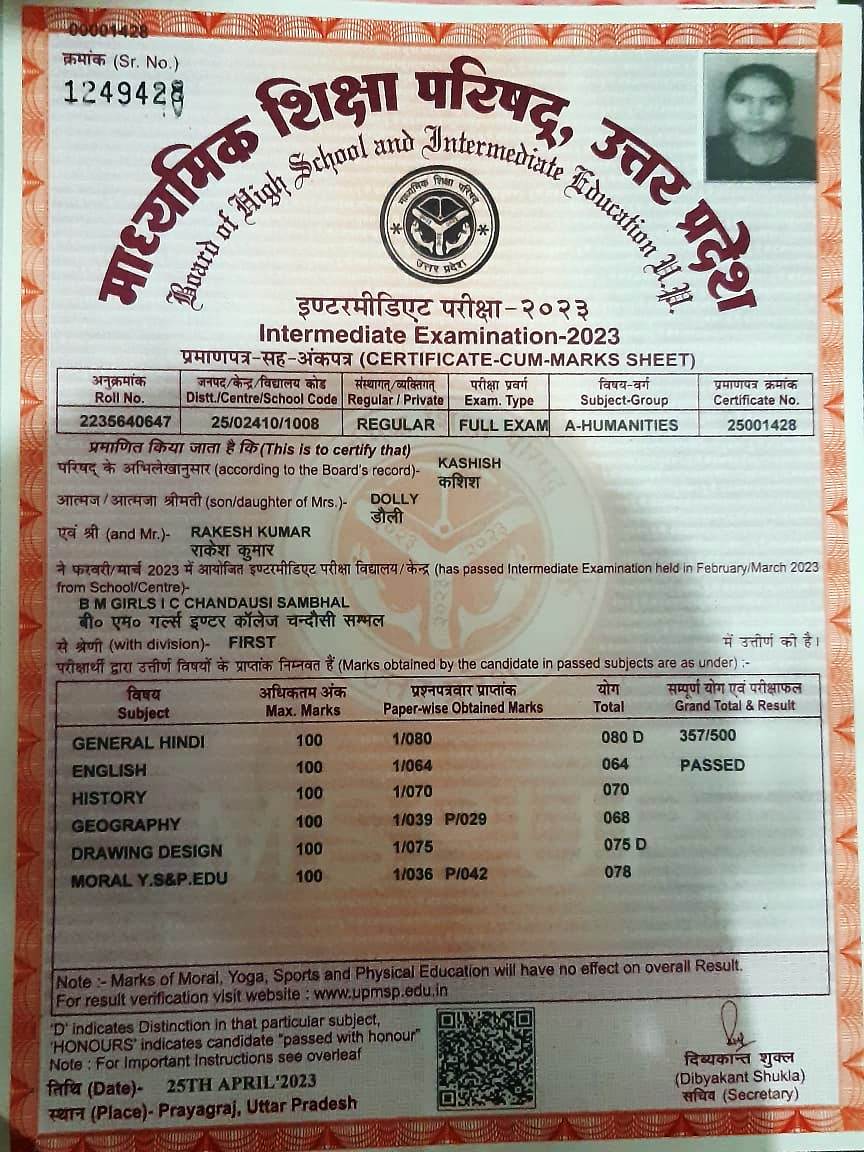 00001428
क्रमांक (Sr. No.)
1249428
माध्यमिक शिक्षा परिषद्, उत्तर प्रदेश
Board of High School and Intermediate Education U.P.
माध्यमिक शिक्षा परिषद
उत्तर प्रदेश
इण्टरमीडिएट परीक्षा-२०२३
Intermediate Examination-2023
प्रमाणपत्र-सह-अंकपत्र (CERTIFICATE-CUM-MARKS SHEET)
अनुक्रमांक जनपद/केन्द्र/विद्यालय कोड संस्थागत/व्यक्तिगत परीक्षा प्रवर्ग विषय-वर्ग प्रमाणपत्र क्रमांक
Roll No. Distt./Centre/School Code Regular / Private Exam. Type Subject-Group Certificate No.
2235640647 25/02410/1008 REGULAR FULL EXAM A-HUMANITIES 25001428
प्रमाणित किया जाता है कि (This is to certify that)
परिषद के अभिलेखानुसार (according to the Board's record)- KASHISH
कशिश
आत्मज/आत्मजा श्रीमती (son/daughter of Mrs.)- DOLLY
डौली
एवं श्री (and Mr.)- RAKESH KUMAR
राकेश कुमार
ने फरवरी/मार्च 2023 में आयोजित इण्टरमीडिएट परीक्षा विद्यालय/केन्द्र (has passed Intermediate Examination held in February/March 2023
from School/Centre)-
B M GIRLS I C CHANDAUSI SAMBHAL
बी० एम० गर्ल्स इण्टर कॉलेज चन्दौसी सम्मल
से श्रेणी (with division)- FIRST में उत्तीर्ण की है।
परीक्षार्थी द्वारा उत्तीर्ण विषयों के प्राप्तांक निम्नवत हैं (Marks obtained by the candidate in passed subjects are as under) :-
विषय अधिकतम अंक प्रश्नपत्रवार प्राप्तांक योग सम्पूर्ण योग एवं परीक्षाफल
Subject Max. Marks Paper-wise Obtained Marks Total Grand Total & Result
GENERAL HINDI 100 1/080 080 D 357/500
ENGLISH 100 1/064 064 PASSED
HISTORY 100 1/070 070
GEOGRAPHY 100 1/039 P/029 068
DRAWING DESIGN 100 1/075 075 D
MORAL Y.S&P.EDU 100 1/036 P/042 078
Note :- Marks of Moral, Yoga, Sports and Physical Education will have no effect on overall Result.
For result verification visit website : www.upmsp.edu.in
'D' indicates Distinction in that particular subject,
'HONOURS' indicates candidate "passed with honour"
Note : For Important Instructions see overleaf
तिथि (Date)- 25TH APRIL'2023
स्थान (Place)- Prayagraj, Uttar Pradesh
दिब्यकान्त शुक्ल
(Dibyakant Shukla)
सचिव (Secretary)